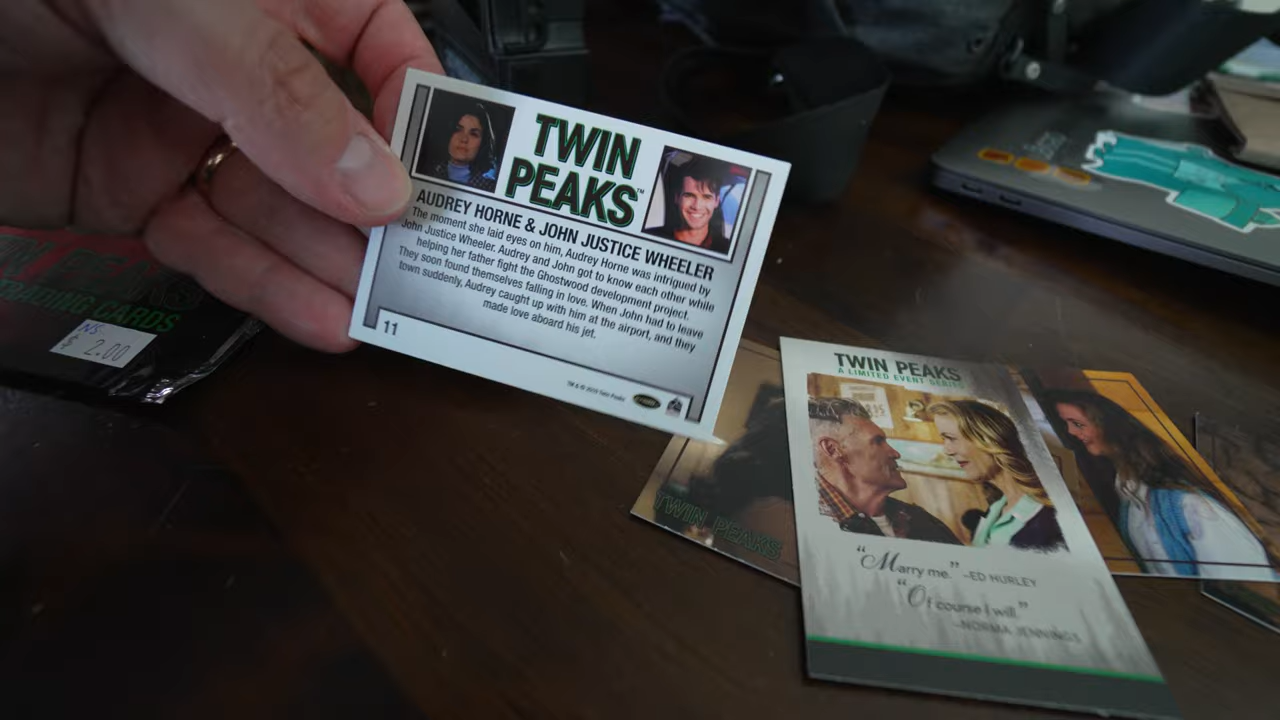 TWIN
PEAKS™
AUDREY HORNE & JOHN JUSTICE WHEELER
The moment she laid eyes on him, Audrey Horne was intrigued by
John Justice Wheeler. Audrey and John got to know each other while
helping her father fight the Ghostwood development project.
They soon found themselves falling in love. When John had to leave
town suddenly, Audrey caught up with him at the airport, and they
made love aboard his jet.
11
TWIN PEAKS
TRADING CARDS
NS
$ 2.00
TWIN PEAKS
A LIMITED EVENT SERIES
“Marry me.” –ED HURLEY
“Of course I will.”
–NORMA JENNINGS
TWIN PEAKS